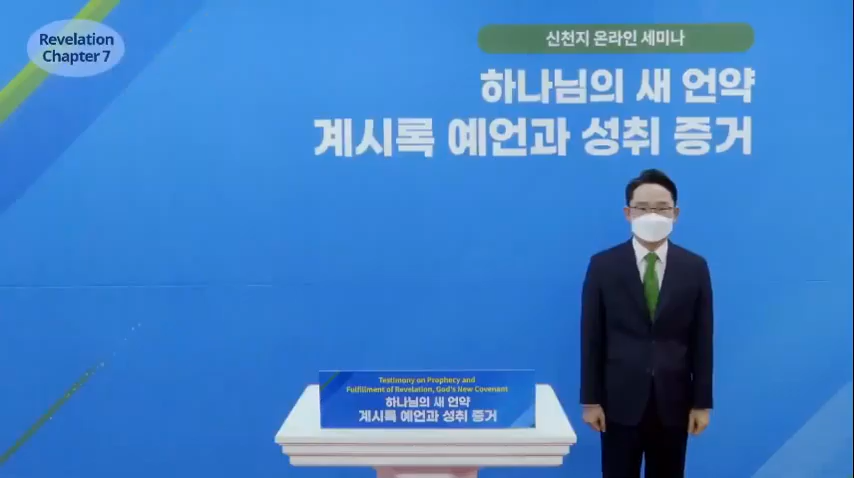 Revelation
Chapter 7
신천지 온라인 세미나
하나님의 새 언약
계시록 예언과 성취 증거
Testimony on Prophecy and
Fulfillment of Revelation, God's New Covenant
하나님의 새 언약
계시록 예언과 성취 증거